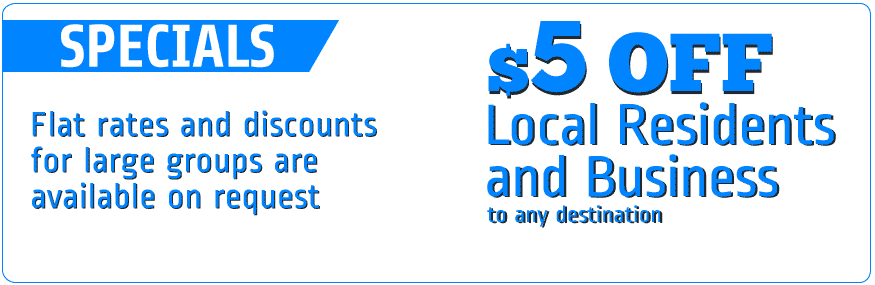 SPECIALS
Flat rates and discounts
for large groups are
available on request
$5 OFF
Local Residents
and Business
to any destination